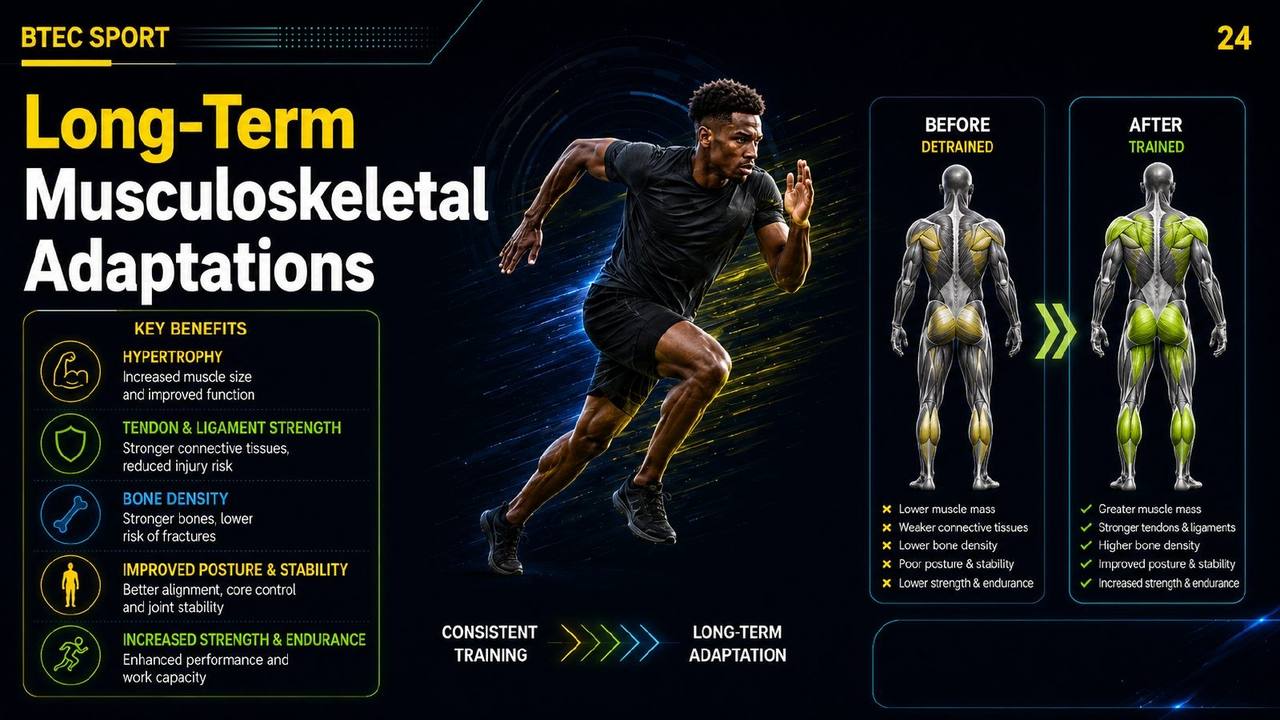 BTEC SPORT
24
Long-Term
Musculoskeletal
Adaptations
KEY BENEFITS
HYPERTROPHY
Increased muscle size
and improved function
TENDON & LIGAMENT STRENGTH
Stronger connective tissues,
reduced injury risk
BONE DENSITY
Stronger bones, lower
risk of fractures
IMPROVED POSTURE & STABILITY
Better alignment, core control
and joint stability
INCREASED STRENGTH & ENDURANCE
Enhanced performance and
work capacity
CONSISTENT
TRAINING
LONG-TERM
ADAPTATION
BEFORE
DETRAINED
Lower muscle mass
Weaker connective tissues
Lower bone density
Poor posture & stability
Lower strength & endurance
AFTER
TRAINED
Greater muscle mass
Stronger tendons & ligaments
Higher bone density
Improved posture & stability
Increased strength & endurance